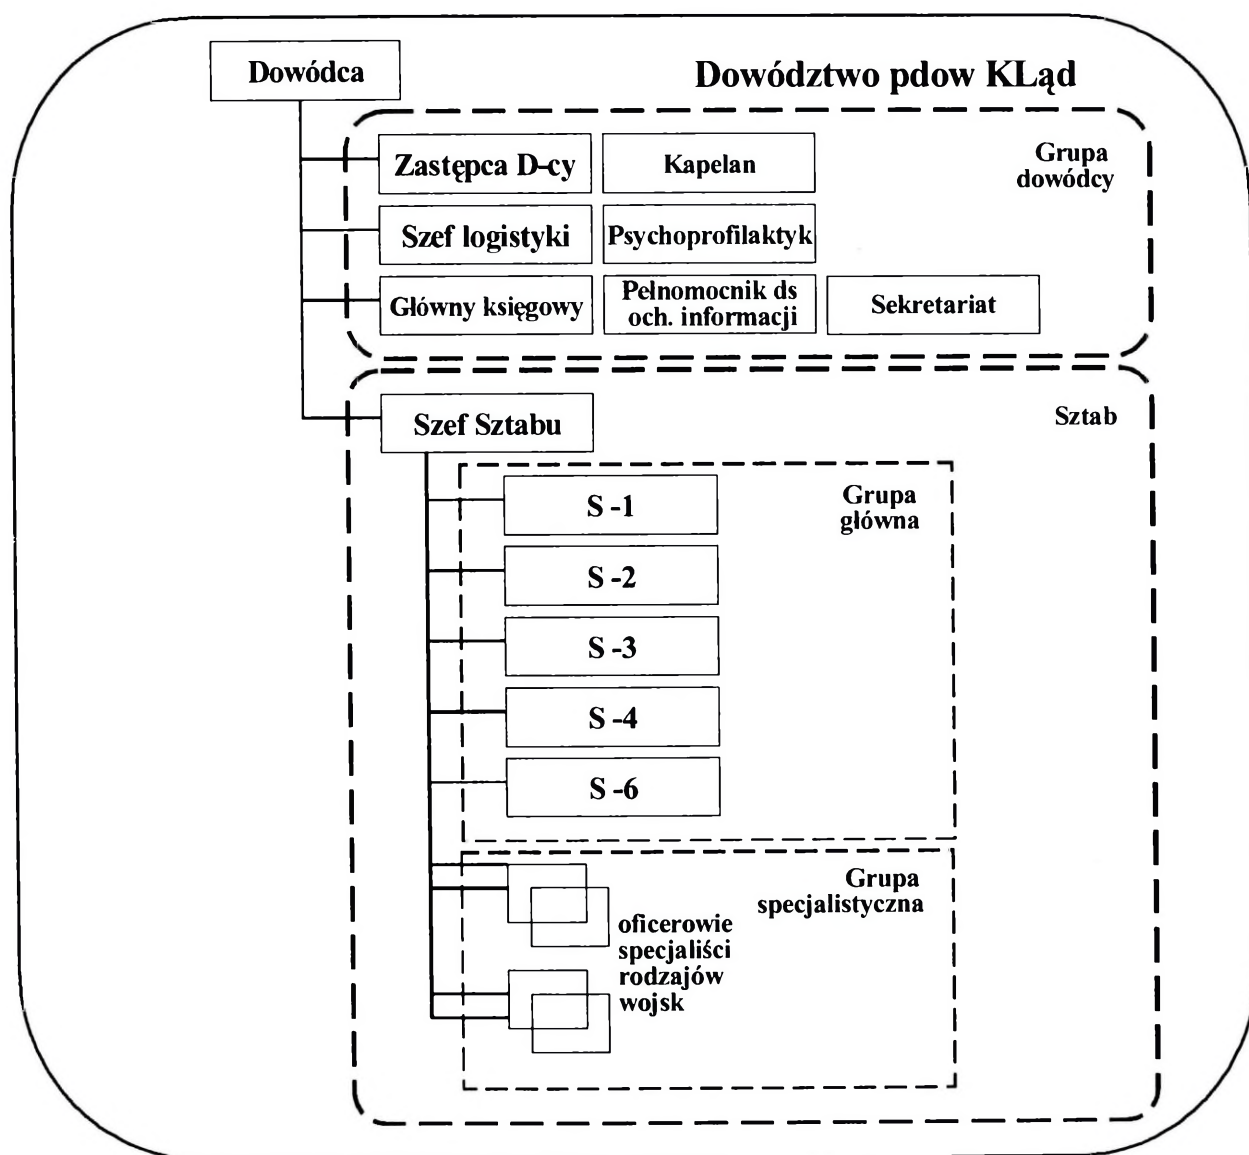 Dowódca
Dowództwo pdow KLąd
Grupa
dowódcy
Zastępca D-cy
Kapelan
Szef logistyki
Psychoprofilaktyk
Główny księgowy
Pełnomocnik ds
och. informacji
Sekretariat
Sztab
Szef Sztabu
Grupa
główna
S -1
S -2
S -3
S -4
S -6
Grupa
specjalistyczna
oficerowie
specjaliści
rodzajów
wojsk